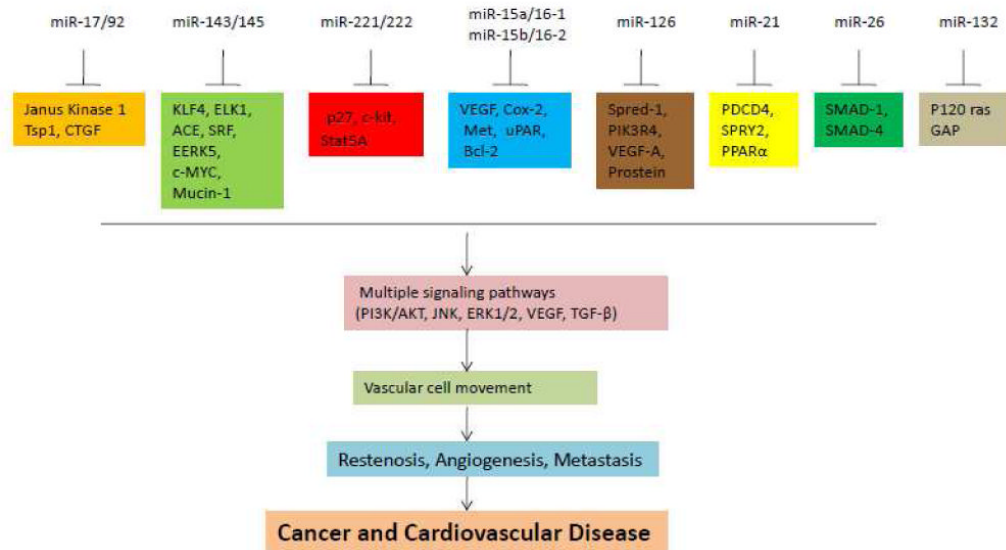 miR-17/92
miR-143/145
miR-221/222
miR-15a/16-1
miR-15b/16-2
miR-126
miR-21
miR-26
miR-132
Janus Kinase 1
Tsp1, CTGF
KLF4, ELK1,
ACE, SRF,
EERK5,
c-MYC,
Mucin-1
p27, c-kit,
Stat5A
VEGF, Cox-2,
Met, uPAR,
Bcl-2
Spred-1,
PIK3R4,
VEGF-A,
Prostein
PDCD4,
SPRY2,
PPARα
SMAD-1,
SMAD-4
P120 ras
GAP
Multiple signaling pathways
(PI3K/AKT, JNK, ERK1/2, VEGF, TGF-β)
Vascular cell movement
Restenosis, Angiogenesis, Metastasis
Cancer and Cardiovascular Disease